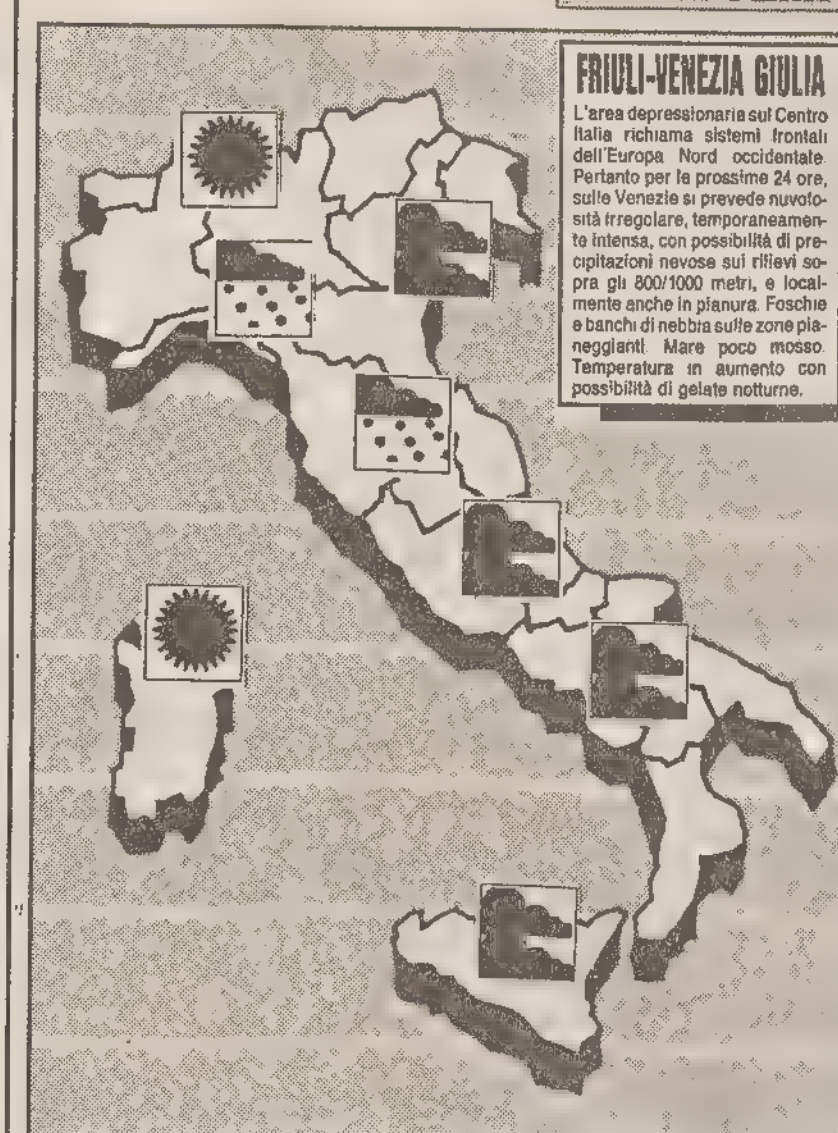 FRIULI-VENEZIA GIULIA
L'area depressionaria sul Centro
Italia richiama sistemi frontali
dell'Europa Nord occidentale.
Pertanto per le prossime 24 ore,
sulle Venezie si prevede nuvolo-
sità irregolare, temporaneamen-
te intensa, con possibilità di pre-
cipitazioni nevose sui rilievi so-
pra gli 800/1000 metri, e local-
mente anche in pianura. Foschie
e banchi di nebbia sulle zone pia-
neggianti. Mare poco mosso.
Temperatura in aumento con
possibilità di gelate notturne.